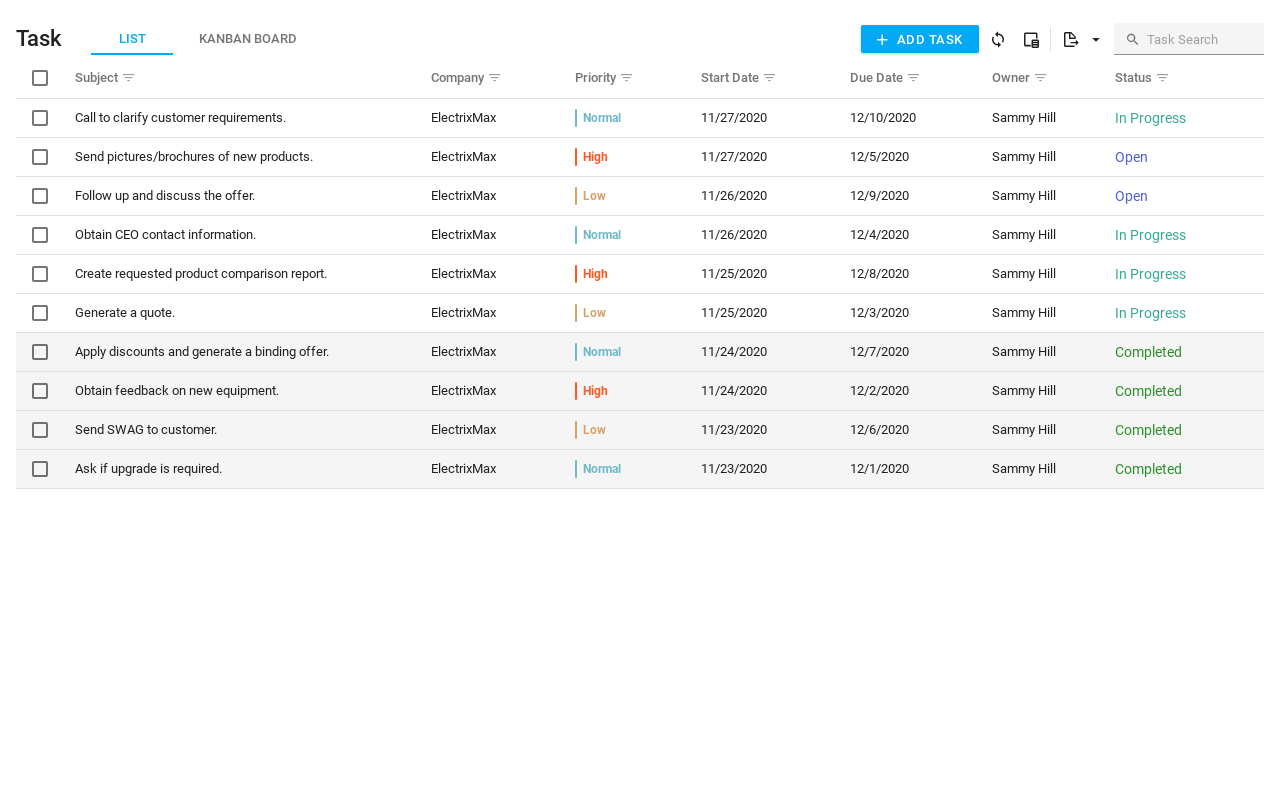 Task LIST KANBAN BOARD ADD TASK Task Search
Subject Company Priority Start Date Due Date Owner Status
Call to clarify customer requirements. ElectrixMax Normal 11/27/2020 12/10/2020 Sammy Hill In Progress
Send pictures/brochures of new products. ElectrixMax High 11/27/2020 12/5/2020 Sammy Hill Open
Follow up and discuss the offer. ElectrixMax Low 11/26/2020 12/9/2020 Sammy Hill Open
Obtain CEO contact information. ElectrixMax Normal 11/26/2020 12/4/2020 Sammy Hill In Progress
Create requested product comparison report. ElectrixMax High 11/25/2020 12/8/2020 Sammy Hill In Progress
Generate a quote. ElectrixMax Low 11/25/2020 12/3/2020 Sammy Hill In Progress
Apply discounts and generate a binding offer. ElectrixMax Normal 11/24/2020 12/7/2020 Sammy Hill Completed
Obtain feedback on new equipment. ElectrixMax High 11/24/2020 12/2/2020 Sammy Hill Completed
Send SWAG to customer. ElectrixMax Low 11/23/2020 12/6/2020 Sammy Hill Completed
Ask if upgrade is required. ElectrixMax Normal 11/23/2020 12/1/2020 Sammy Hill Completed